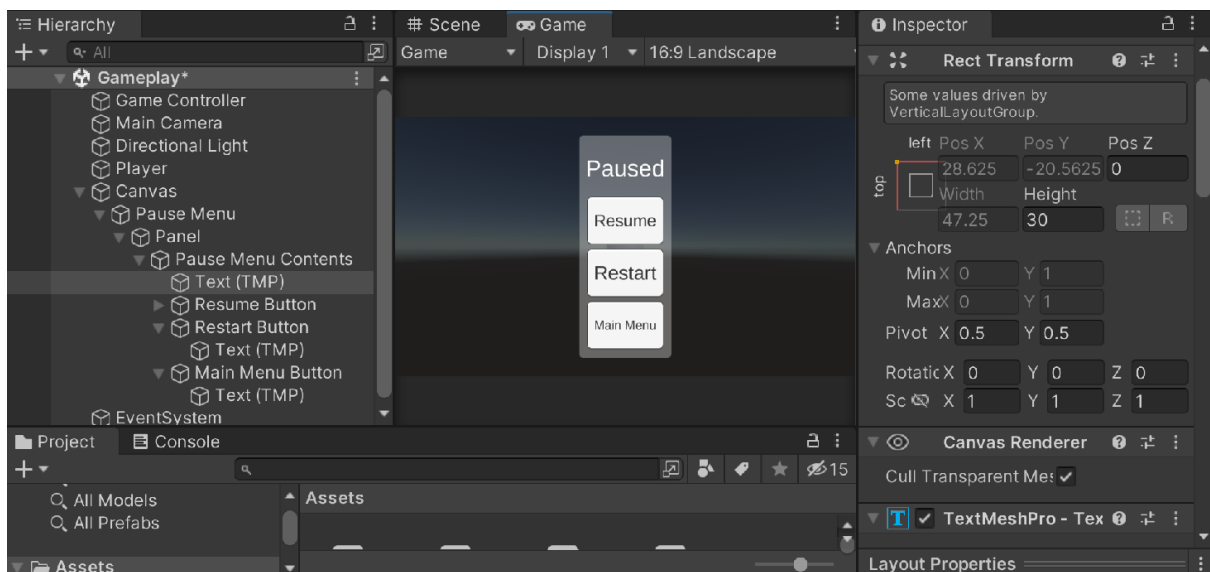 Hierarchy
All
Gameplay*
Game Controller
Main Camera
Directional Light
Player
Canvas
Pause Menu
Panel
Pause Menu Contents
Text (TMP)
Resume Button
Restart Button
Text (TMP)
Main Menu Button
Text (TMP)
EventSystem
Scene
Game
Game
Display 1
16:9 Landscape
Paused
Resume
Restart
Main Menu
Inspector
Rect Transform
Some values driven by
VerticalLayoutGroup.
left Pos X Pos Y Pos Z
top
28.625 -20.5625 0
Width Height
47.25 30
R
Anchors
Min X 0 Y 1
Max X 0 Y 1
Pivot X 0.5 Y 0.5
Rotatic X 0 Y 0 Z 0
Sc X 1 Y 1 Z 1
Canvas Renderer
Cull Transparent Mes
T TextMeshPro - Tex
Layout Properties
Project Console
15
All Models
All Prefabs
Assets
Assets